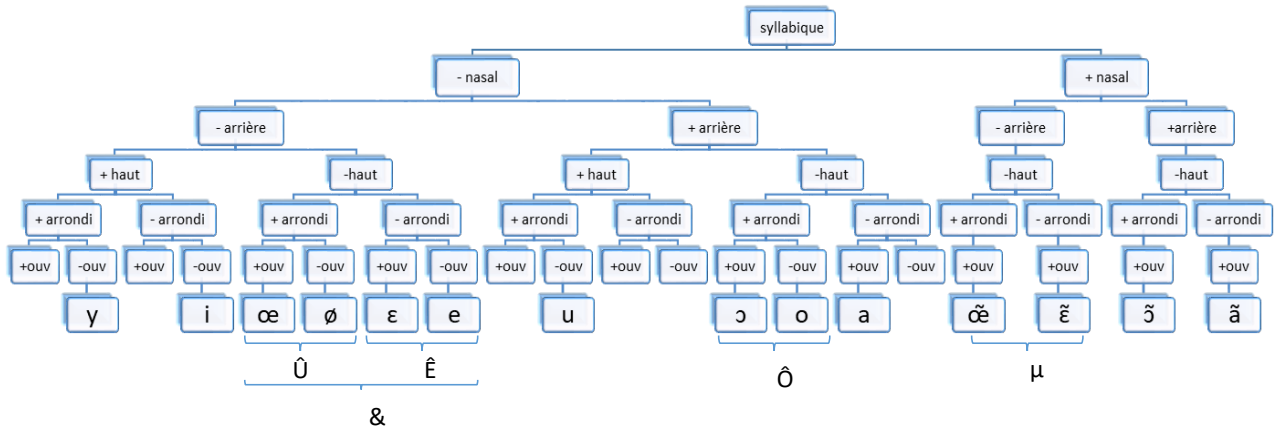 syllabique
- nasal + nasal
- arrière + arrière - arrière +arrière
+ haut -haut + haut -haut -haut -haut
+ arrondi - arrondi + arrondi - arrondi + arrondi - arrondi + arrondi - arrondi + arrondi - arrondi + arrondi - arrondi
+ouv -ouv +ouv -ouv +ouv -ouv +ouv -ouv +ouv -ouv +ouv -ouv +ouv -ouv +ouv -ouv +ouv +ouv +ouv +ouv
y i œ ø ɛ e u ɔ o a œ̃ ɛ̃ ɔ̃ ã
Û Ê Ô µ
&